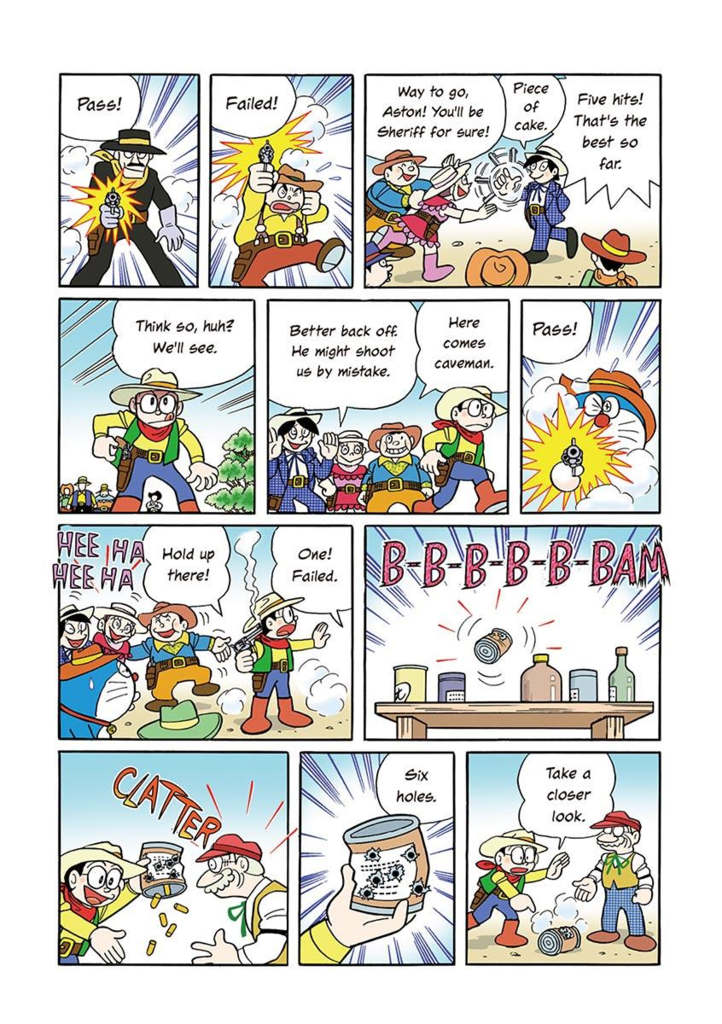 Pass!
Failed!
Way to go,
Aston! You'll be
Sheriff for sure!
Piece
of
cake.
Five hits!
That's the
best so
far.
Think so, huh?
We'll see.
Better back off.
He might shoot
us by mistake.
Here
comes
caveman.
Pass!
HEE HA
HEE HA
Hold up
there!
One!
Failed.
B-B-B-B-B-BAM
CLATTER
Six
holes.
Take a
closer
look.